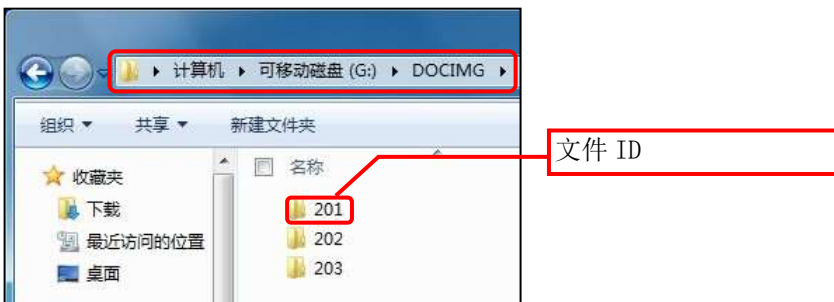 计算机 ▸ 可移动磁盘 (G:) ▸ DOCIMG ▸
组织 ▼ 共享 ▼ 新建文件夹
收藏夹
下载
最近访问的位置
桌面
名称
201
202
203
文件 ID